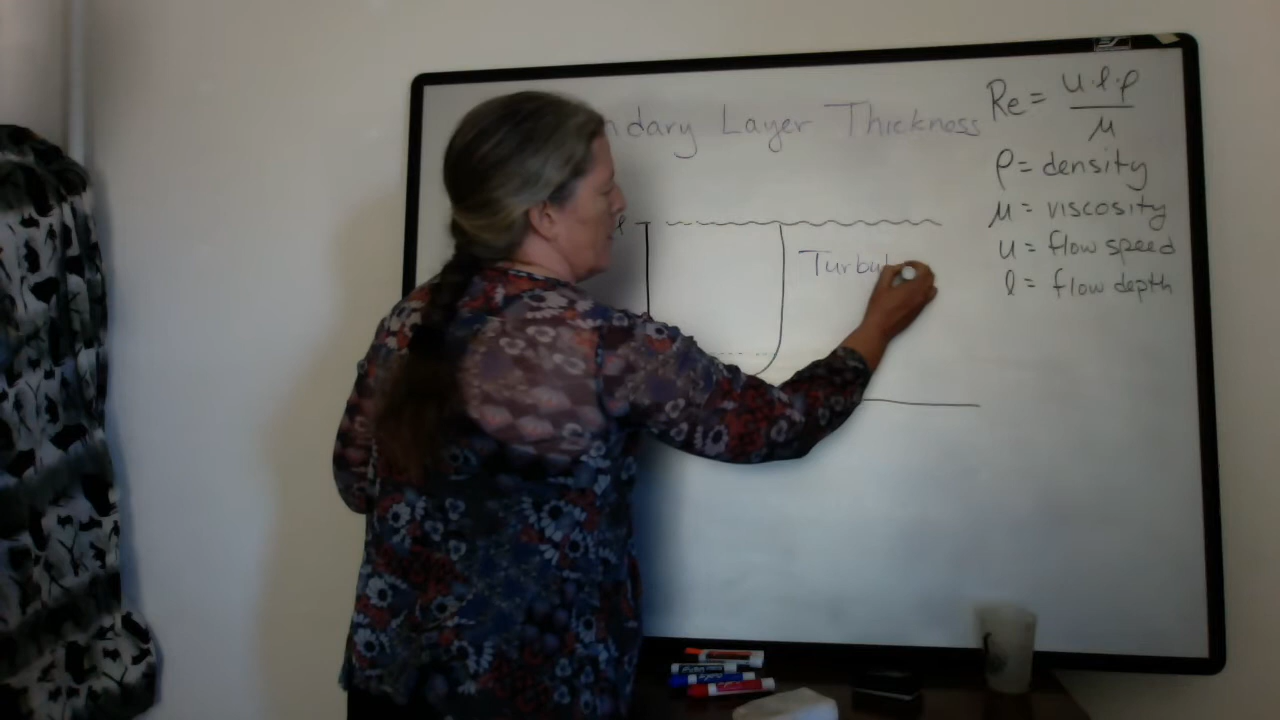 ndary Layer Thickness
Re = u·l·ρ / μ
ρ = density
μ = viscosity
u = flow speed
l = flow depth
l
Turbul